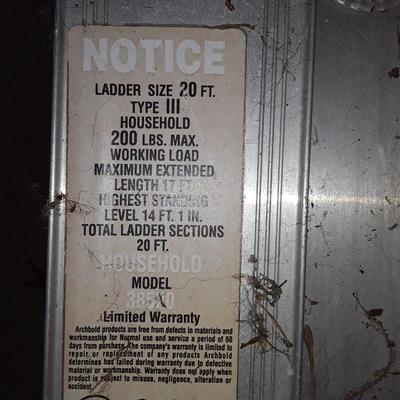 NOTICE
LADDER SIZE 20 FT.
TYPE III
HOUSEHOLD
200 LBS. MAX.
WORKING LOAD
MAXIMUM EXTENDED
LENGTH 17 FT
HIGHEST STANDING
LEVEL 14 FT. 1 IN.
TOTAL LADDER SECTIONS
20 FT.
HOUSEHOLD
MODEL
Limited Warranty
Archbold products are free from defects in materials and
workmanship for Normal use and service a period of 60
days from purchase. The company's warranty is limited to
repair or replacement of any products Archbold
determines has failed during warranty due to defective
material or workmanship. Warranty does not apply when
product is subject to misuse, negligence, alteration or
accident.